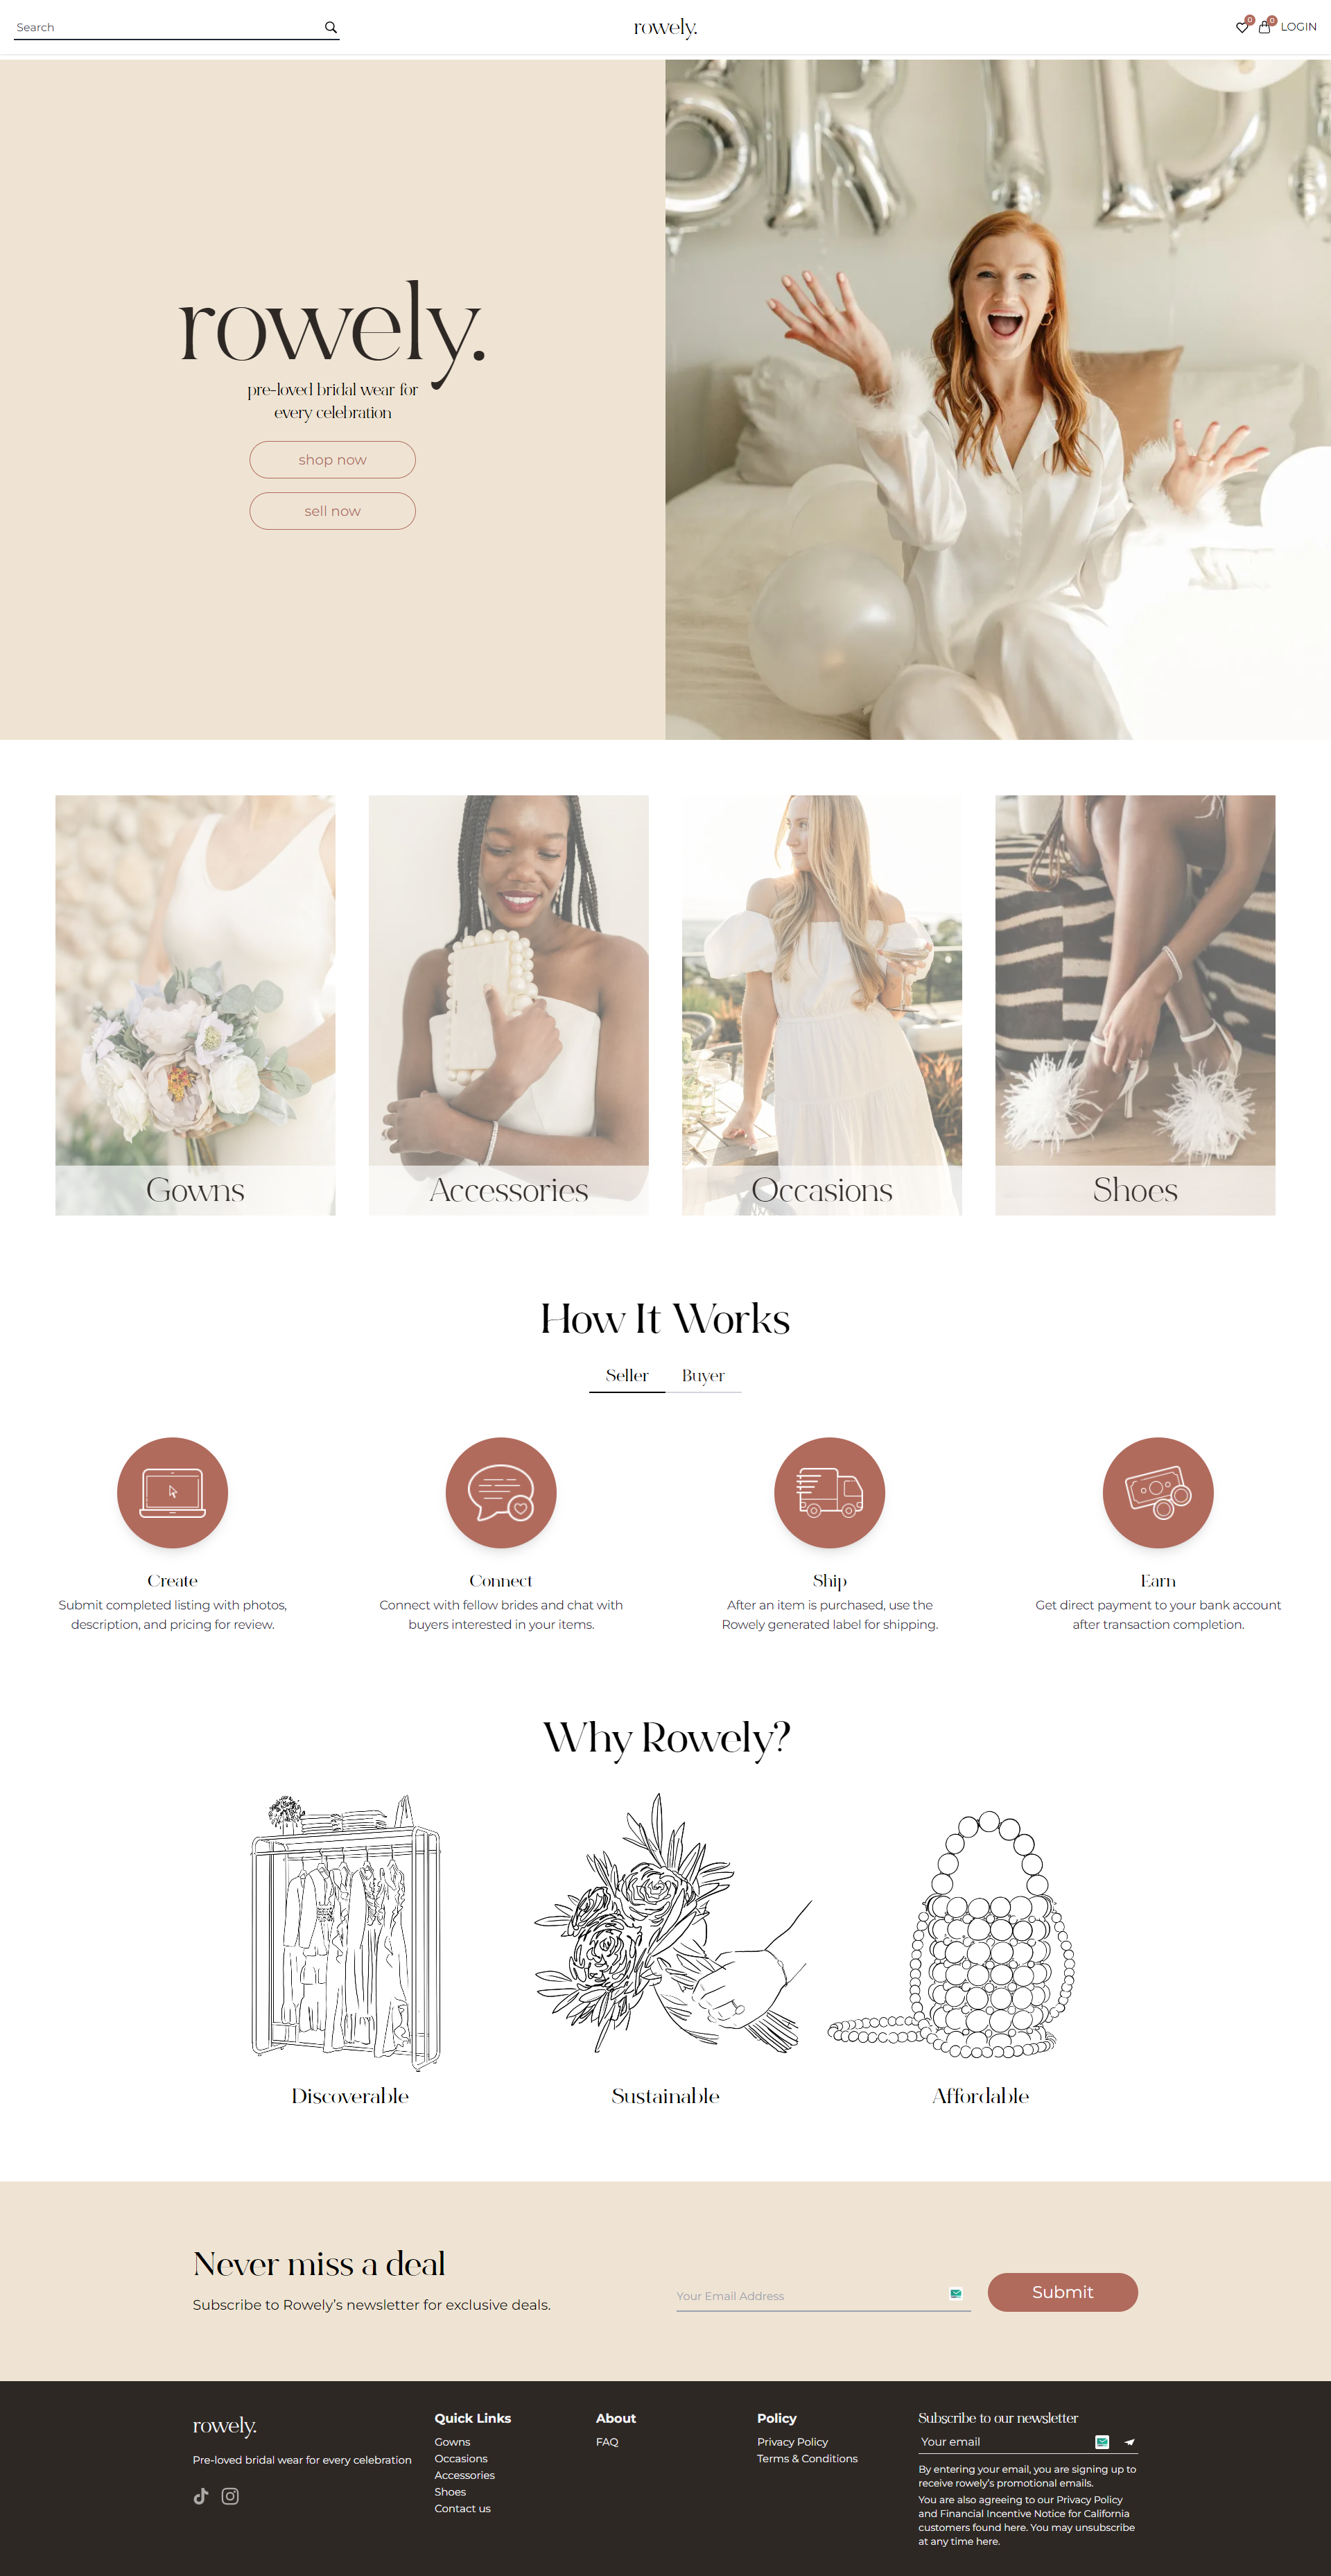 Search
rowely.
0
0
LOGIN
rowely.
pre-loved bridal wear for
every celebration
shop now
sell now
Gowns
Accessories
Occasions
Shoes
How It Works
Seller
Buyer
Create
Submit completed listing with photos,
description, and pricing for review.
Connect
Connect with fellow brides and chat with
buyers interested in your items.
Ship
After an item is purchased, use the
Rowely generated label for shipping.
Earn
Get direct payment to your bank account
after transaction completion.
Why Rowely?
Discoverable
Sustainable
Affordable
Never miss a deal
Subscribe to Rowely's newsletter for exclusive deals.
Your Email Address
Submit
rowely.
Pre-loved bridal wear for every celebration
Quick Links
Gowns
Occasions
Accessories
Shoes
Contact us
About
FAQ
Policy
Privacy Policy
Terms & Conditions
Subscribe to our newsletter
Your email
By entering your email, you are signing up to
receive rowely's promotional emails.
You are also agreeing to our Privacy Policy
and Financial Incentive Notice for California
customers found here. You may unsubscribe
at any time here.